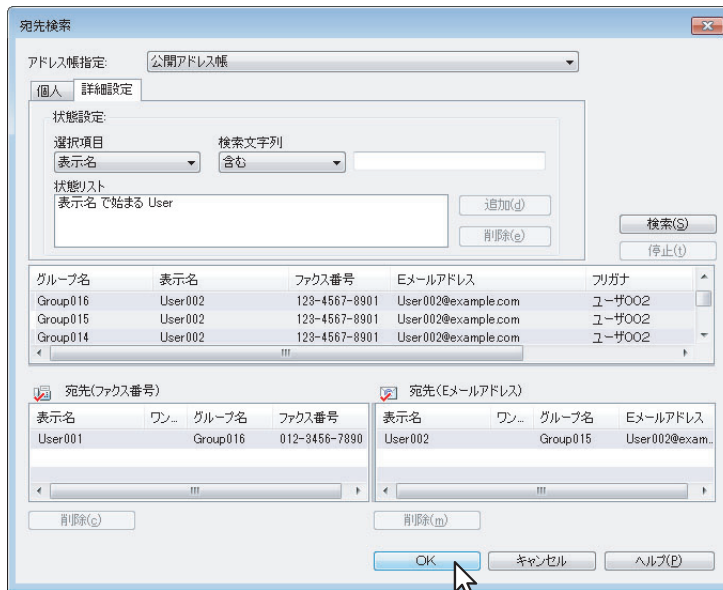 宛先検索
アドレス帳指定: 公開アドレス帳
個人 詳細設定
状態設定:
選択項目 検索文字列
表示名 含む
状態リスト
表示名 で始まる User
追加(d)
削除(e)
検索(S)
停止(t)
グループ名 表示名 ファクス番号 Eメールアドレス フリガナ
Group016 User002 123-4567-8901 User002@example.com ユーザ002
Group015 User002 123-4567-8901 User002@example.com ユーザ002
Group014 User002 123-4567-8901 User002@example.com ユーザ002
宛先(ファクス番号) 宛先(Eメールアドレス)
表示名 ワン... グループ名 ファクス番号 表示名 ワン... グループ名 Eメールアドレス
User001 Group016 012-3456-7890 User002 Group015 User002@exam...
削除(c) 削除(m)
OK キャンセル ヘルプ(P)